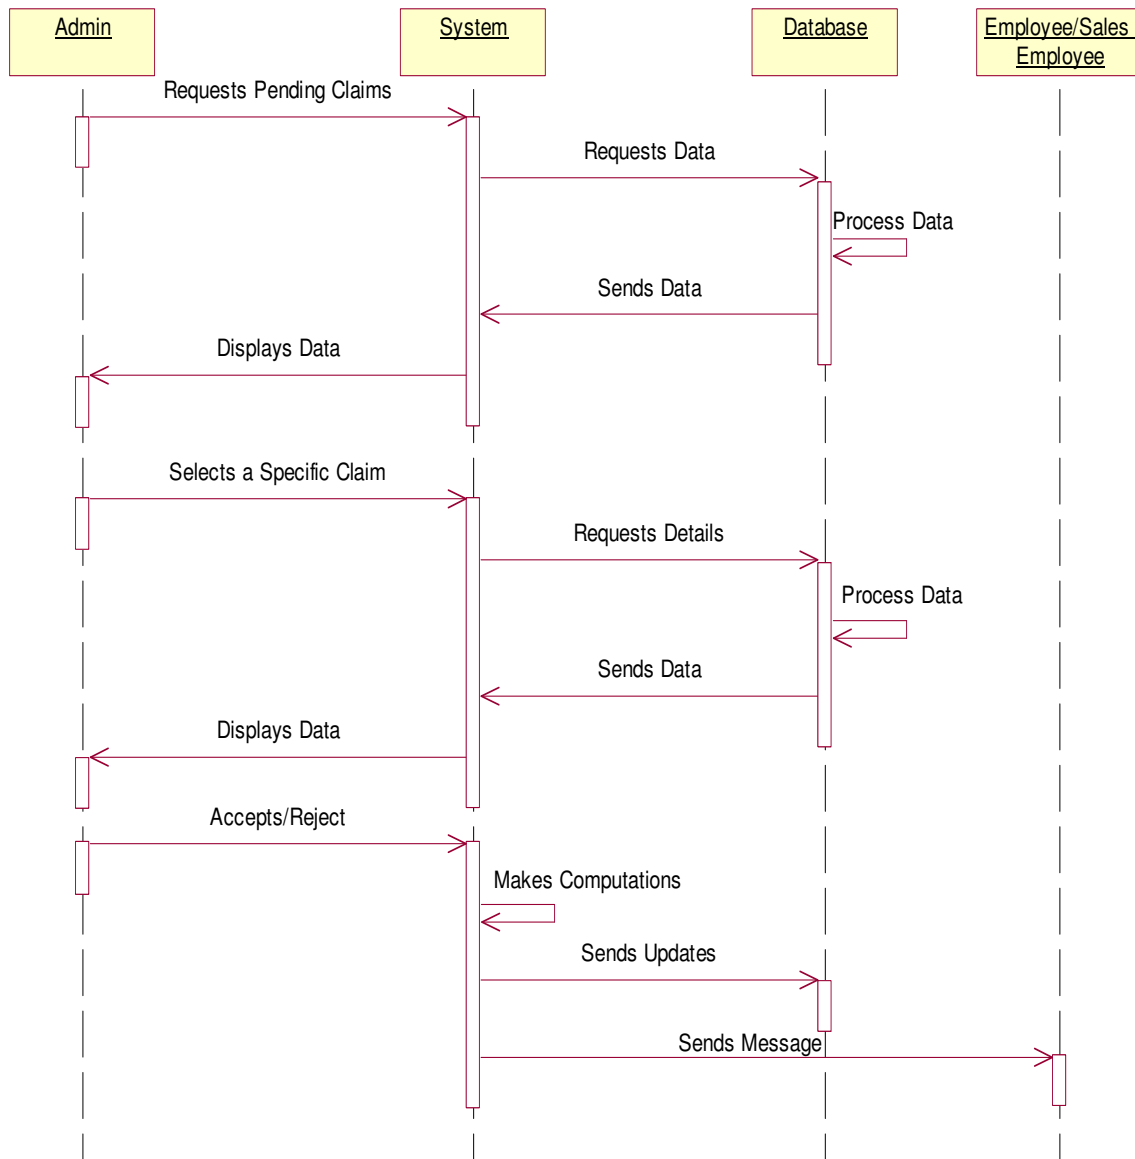 Admin
System
Database
Employee/Sales
Employee
Requests Pending Claims
Requests Data
Process Data
Sends Data
Displays Data
Selects a Specific Claim
Requests Details
Process Data
Sends Data
Displays Data
Accepts/Reject
Makes Computations
Sends Updates
Sends Message